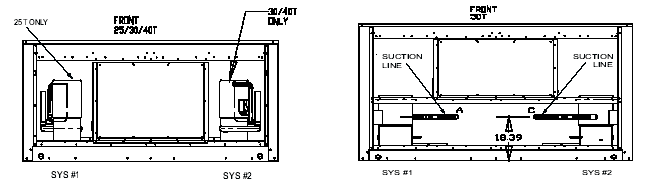 FRONT
25/30/40T
25T ONLY
30/40T
ONLY
SYS #1
SYS #2
FRONT
50T
SUCTION
LINE
SUCTION
LINE
A
C
18.39
SYS #1
SYS #2